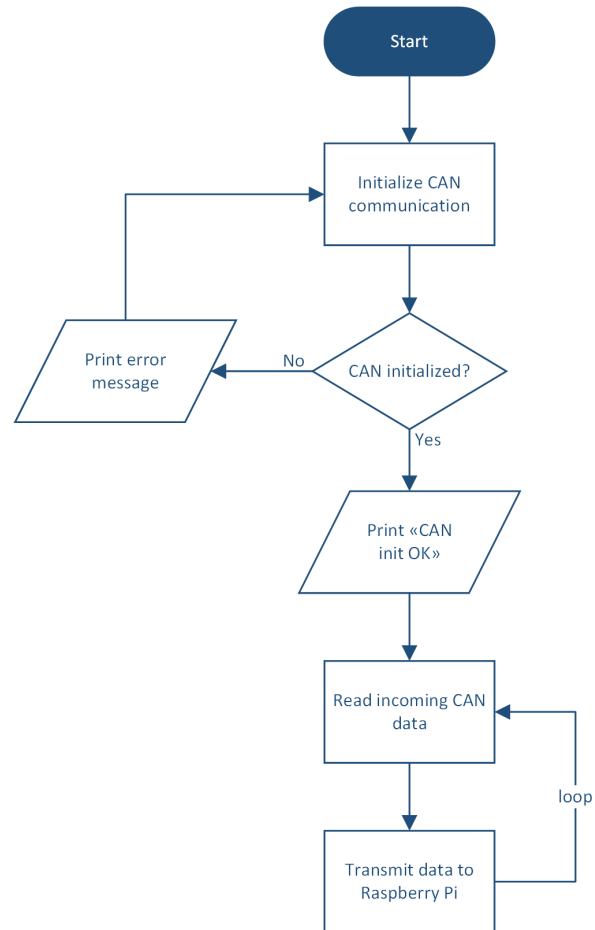 Start
Initialize CAN
communication
CAN initialized?
No
Print error
message
Yes
Print «CAN
init OK»
Read incoming CAN
data
loop
Transmit data to
Raspberry Pi